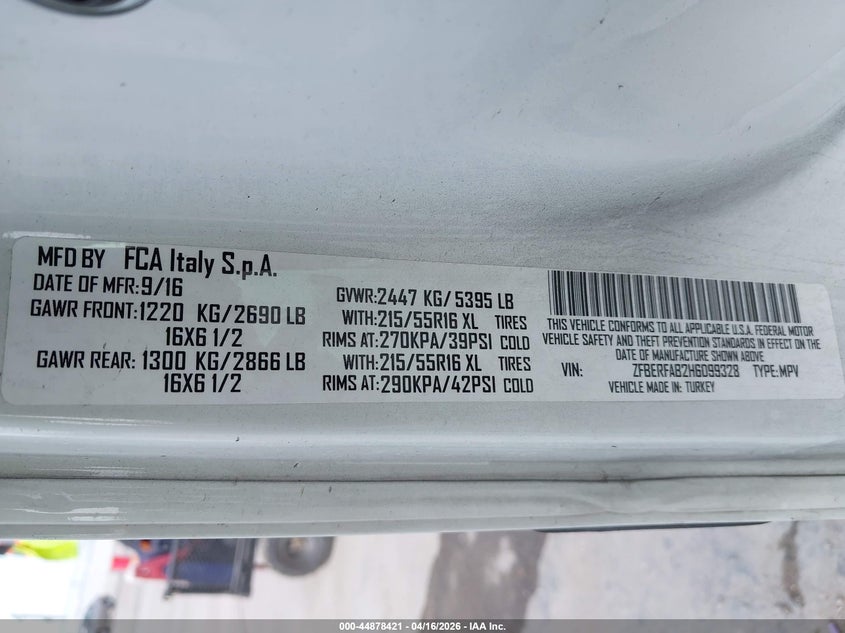 MFD BY FCA Italy S.p.A.
DATE OF MFR:9/16
GAWR FRONT:1220 KG/2690 LB
16X6 1/2
GAWR REAR: 1300 KG/2866 LB
16X6 1/2
GVWR:2447 KG/ 5395 LB
WITH:215/55R16 XL TIRES
RIMS AT:270KPA/39PSI COLD
WITH:215/55R16 XL TIRES
RIMS AT:290KPA/42PSI COLD
THIS VEHICLE CONFORMS TO ALL APPLICABLE U.S.A. FEDERAL MOTOR
VEHICLE SAFETY AND THEFT PREVENTION STANDARDS IN EFFECT ON THE
DATE OF MANUFACTURE SHOWN ABOVE
VIN: ZFBERFAB2H6D99328 TYPE:MPV
VEHICLE MADE IN: TURKEY
000-44878421 - 04/16/2026 - IAA Inc.